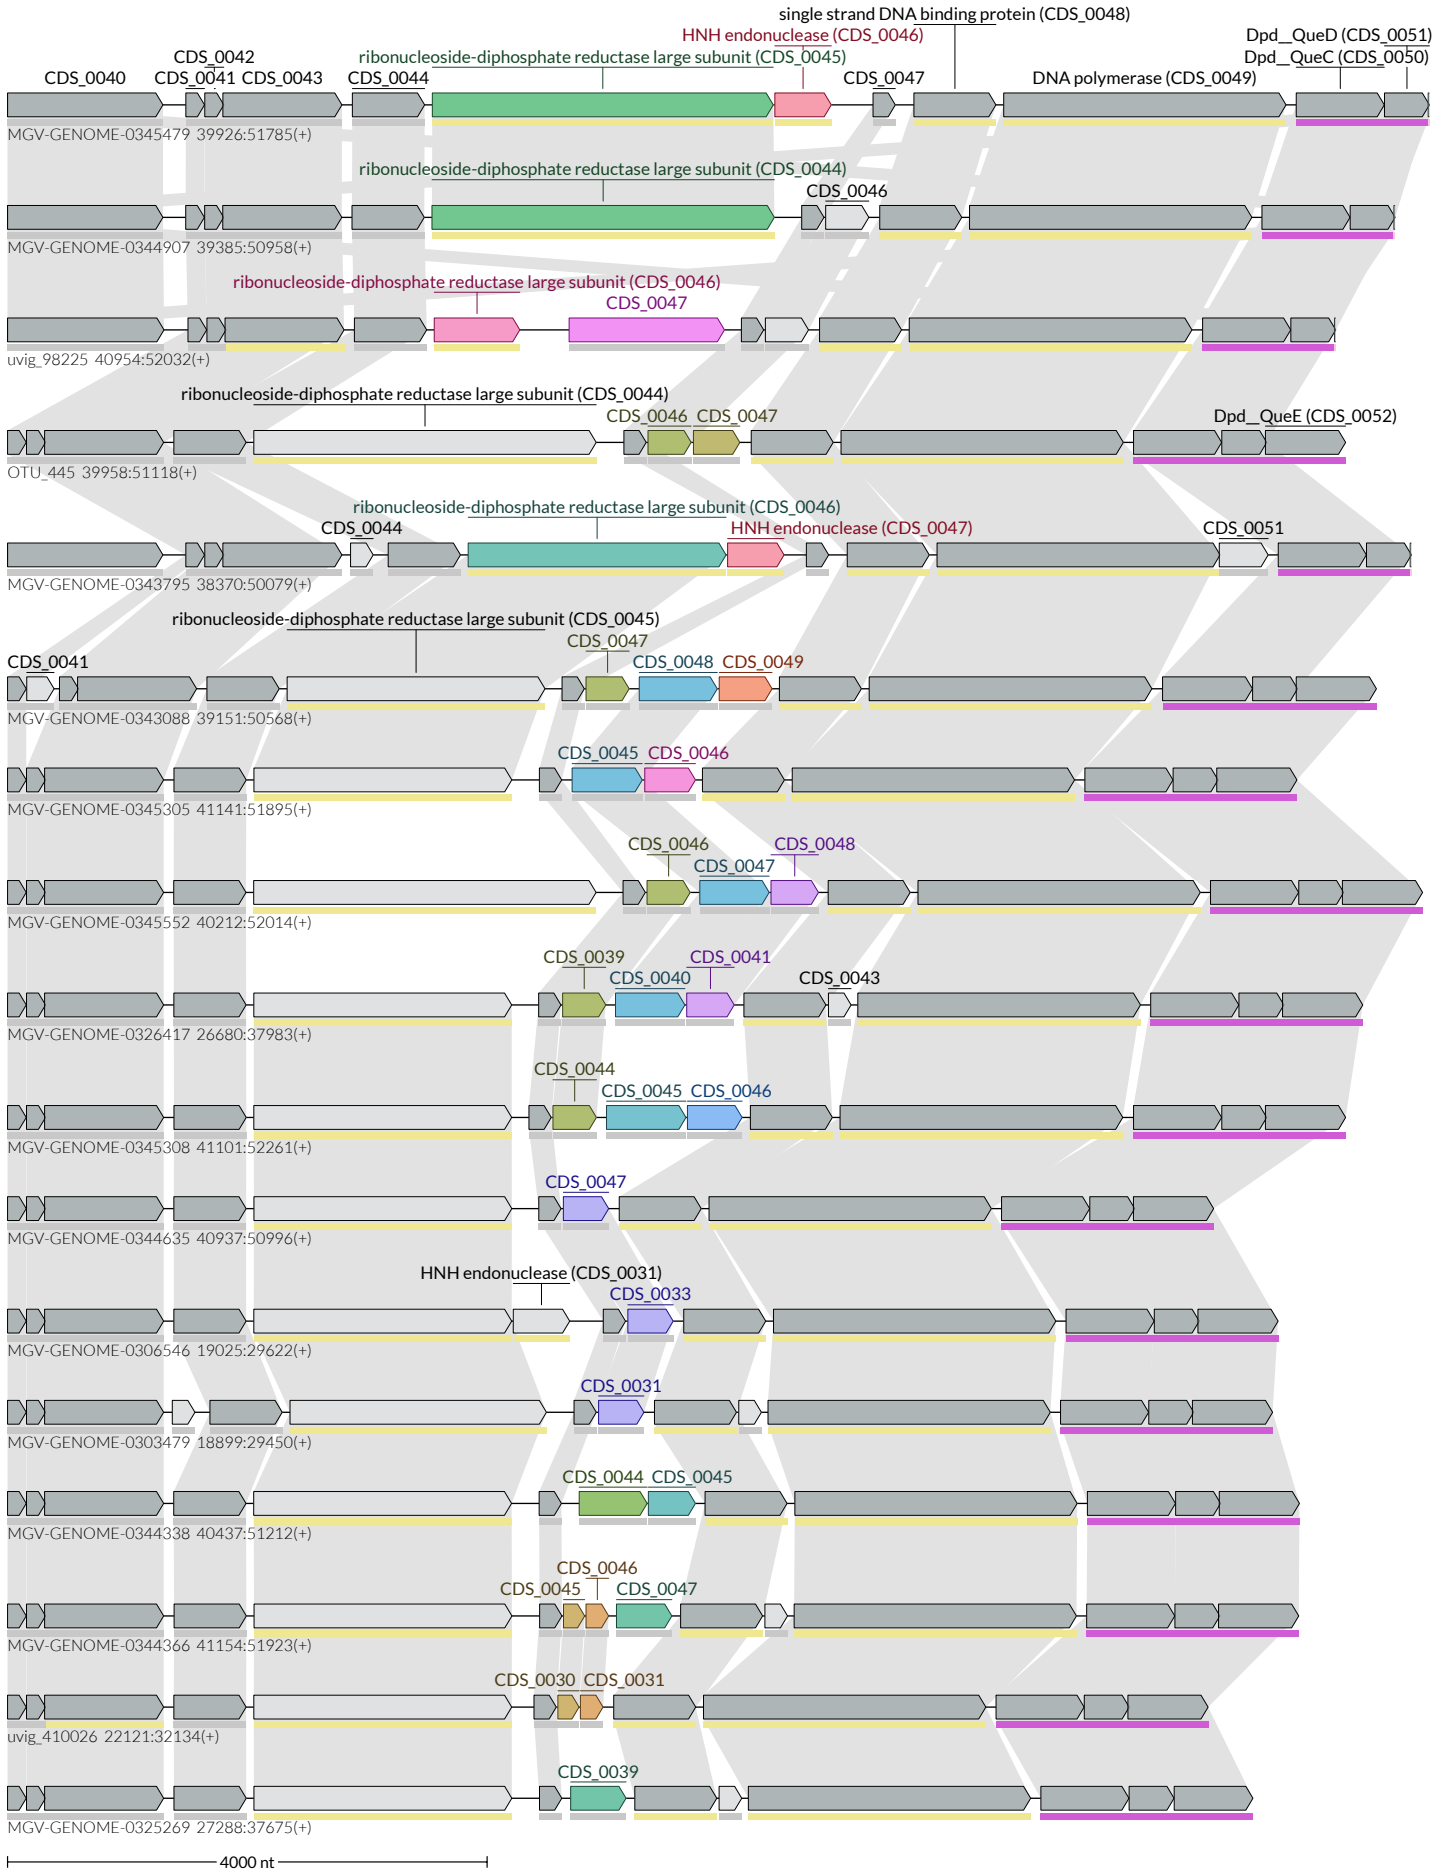 single strand DNA binding protein (CDS_0048)
HNH endonuclease (CDS_0046)
Dpd__QueD (CDS_0051)
CDS_0042
ribonucleoside-diphosphate reductase large subunit (CDS_0045)
Dpd__QueC (CDS_0050)
CDS_0040 CDS_0041 CDS_0043 CDS_0044 CDS_0047 DNA polymerase (CDS_0049)
MGV-GENOME-0345479 39926:51785(+)
ribonucleoside-diphosphate reductase large subunit (CDS_0044)
CDS_0046
MGV-GENOME-0344907 39385:50958(+)
ribonucleoside-diphosphate reductase large subunit (CDS_0046)
CDS_0047
uvig_98225 40954:52032(+)
ribonucleoside-diphosphate reductase large subunit (CDS_0044)
CDS_0046 CDS_0047 Dpd__QueE (CDS_0052)
OTU_445 39958:51118(+)
ribonucleoside-diphosphate reductase large subunit (CDS_0046)
CDS_0044 HNH endonuclease (CDS_0047) CDS_0051
MGV-GENOME-0343795 38370:50079(+)
ribonucleoside-diphosphate reductase large subunit (CDS_0045)
CDS_0047
CDS_0041 CDS_0048 CDS_0049
MGV-GENOME-0343088 39151:50568(+)
CDS_0045 CDS_0046
MGV-GENOME-0345305 41141:51895(+)
CDS_0046 CDS_0048
CDS_0047
MGV-GENOME-0345552 40212:52014(+)
CDS_0039 CDS_0041
CDS_0040 CDS_0043
MGV-GENOME-0326417 26680:37983(+)
CDS_0044
CDS_0045 CDS_0046
MGV-GENOME-0345308 41101:52261(+)
CDS_0047
MGV-GENOME-0344635 40937:50996(+)
HNH endonuclease (CDS_0031)
CDS_0033
MGV-GENOME-0306546 19025:29622(+)
CDS_0031
MGV-GENOME-0303479 18899:29450(+)
CDS_0044 CDS_0045
MGV-GENOME-0344338 40437:51212(+)
CDS_0046
CDS_0045 CDS_0047
MGV-GENOME-0344366 41154:51923(+)
CDS_0030 CDS_0031
uvig_410026 22121:32134(+)
CDS_0039
MGV-GENOME-0325269 27288:37675(+)
4000 nt